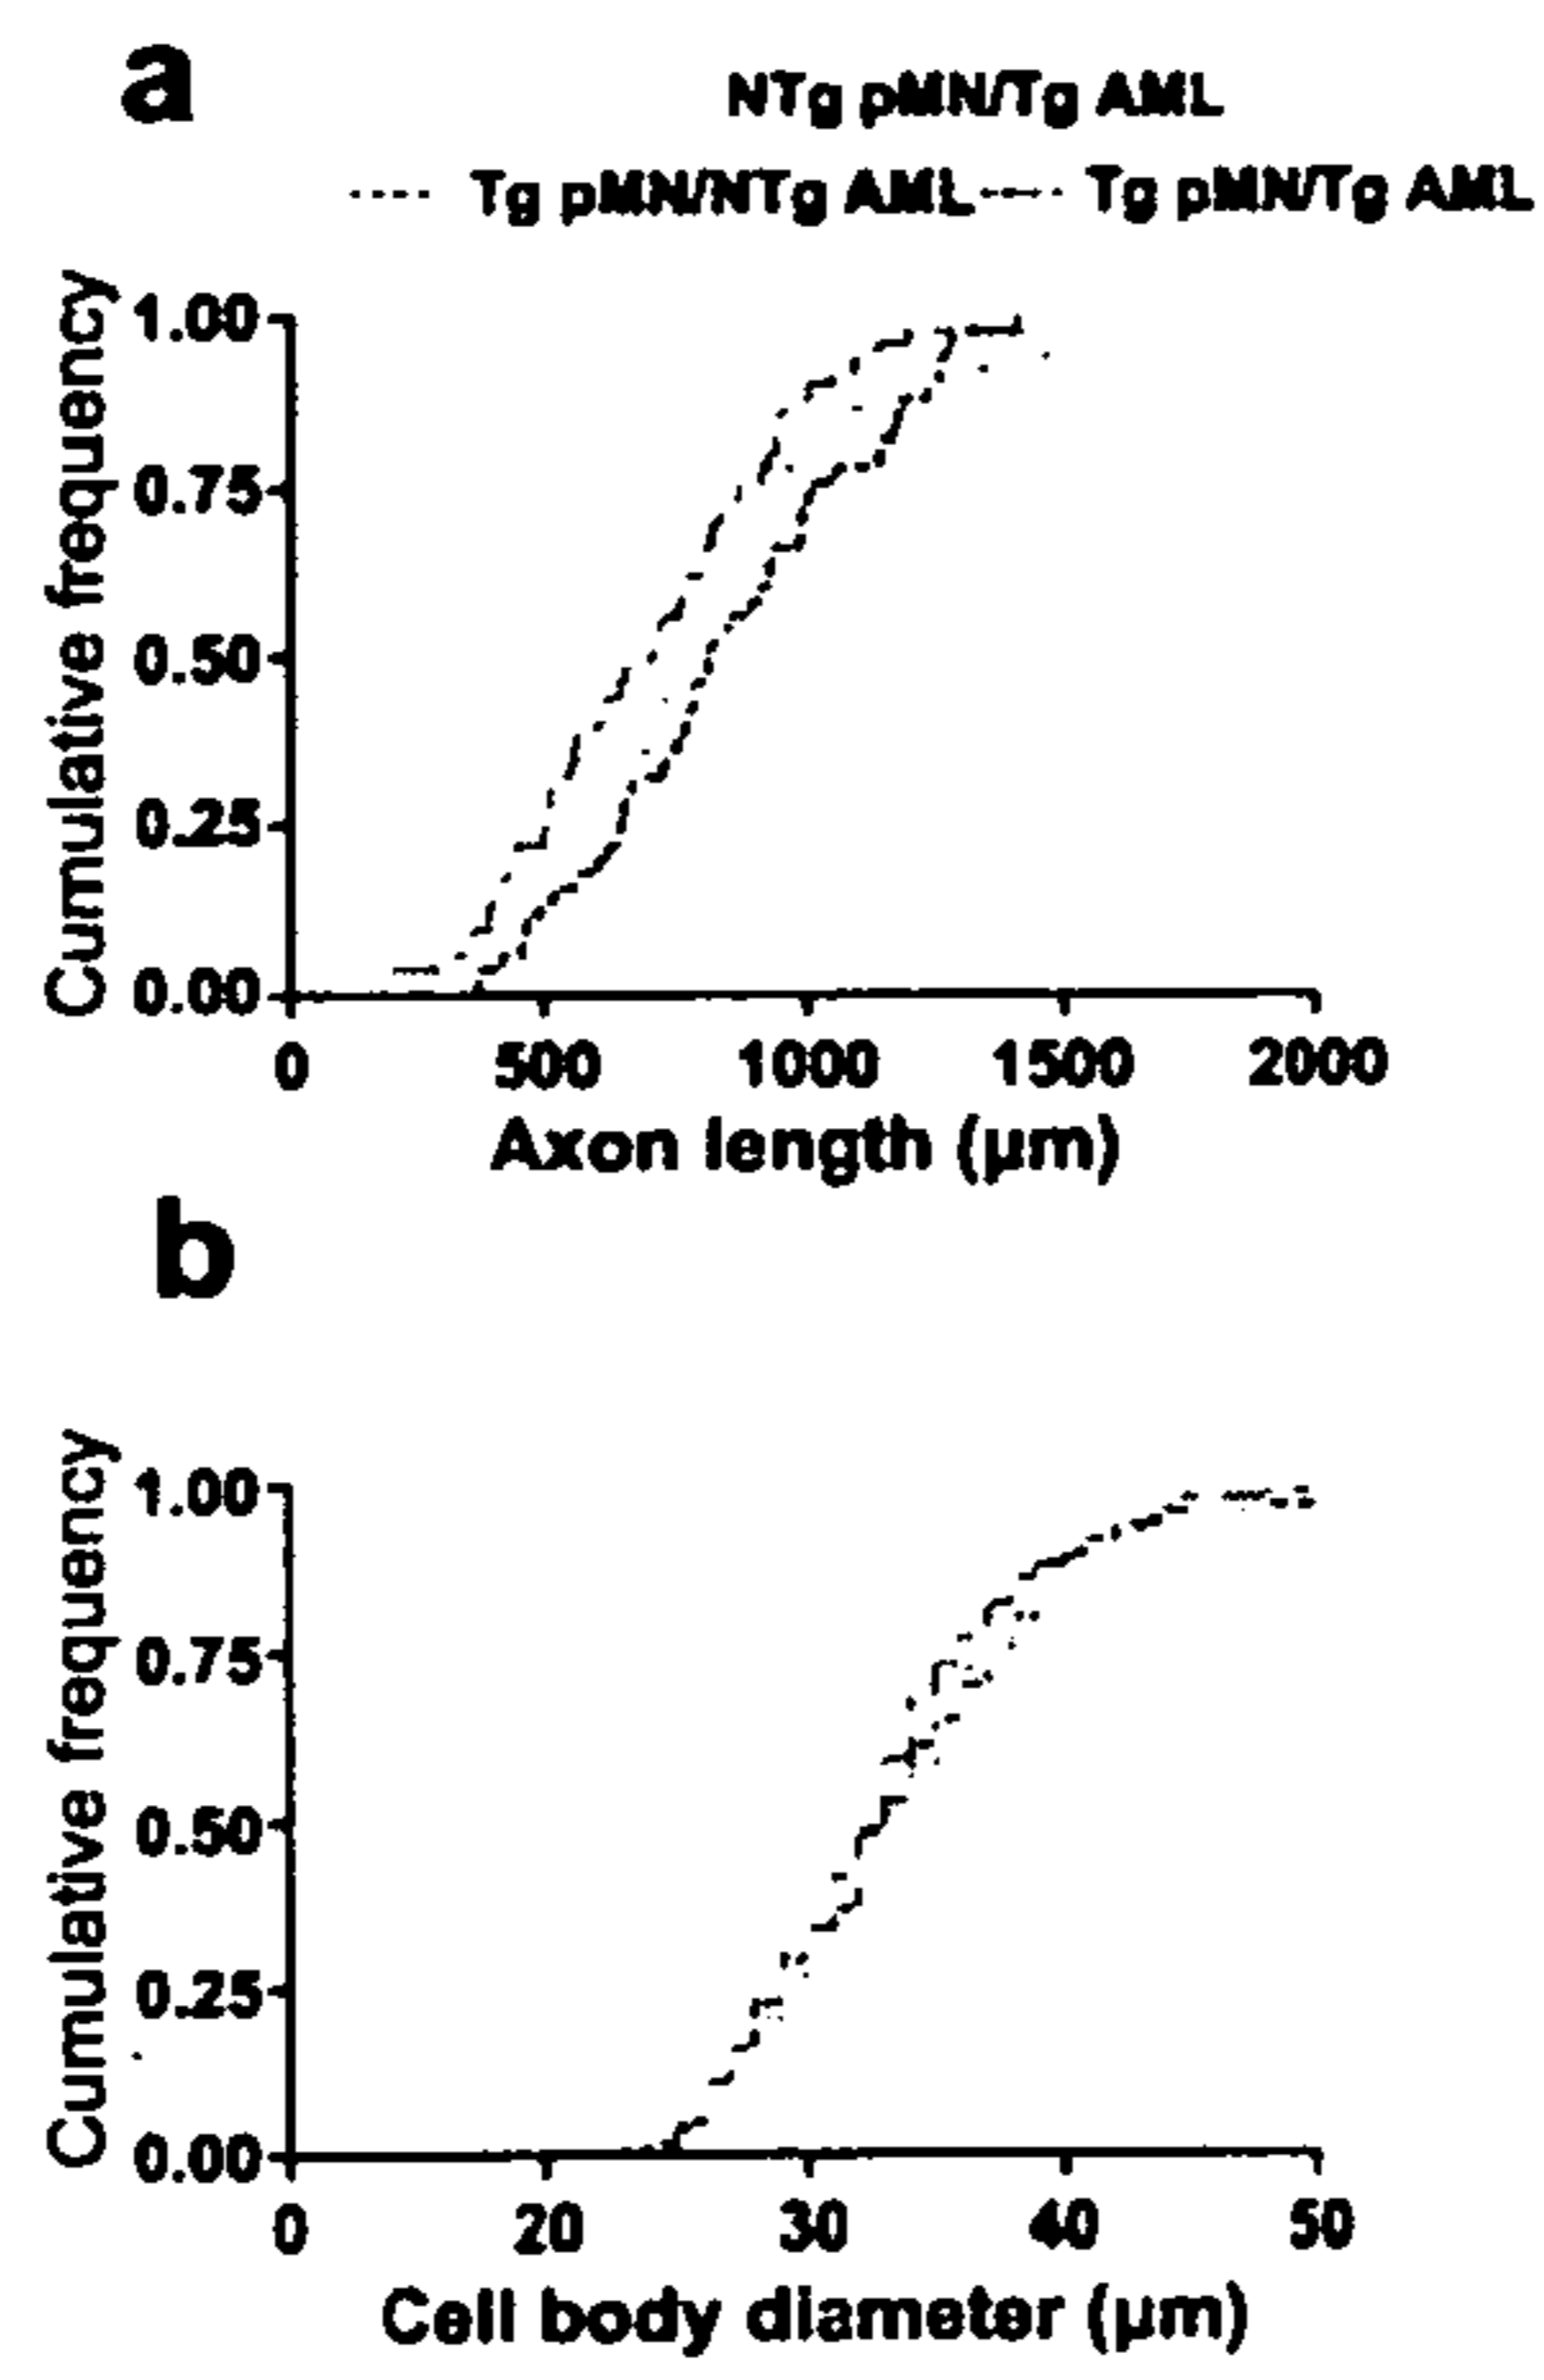 a
NTg pMN/Tg AML
Tg pMN/NTg AML
Tg pMN/Tg AML
Cumulative frequency
1.00
0.75
0.50
0.25
0.00
0
500
1000
1500
2000
Axon length (µm)
b
Cumulative frequency
1.00
0.75
0.50
0.25
0.00
0
20
30
40
50
Cell body diameter (µm)